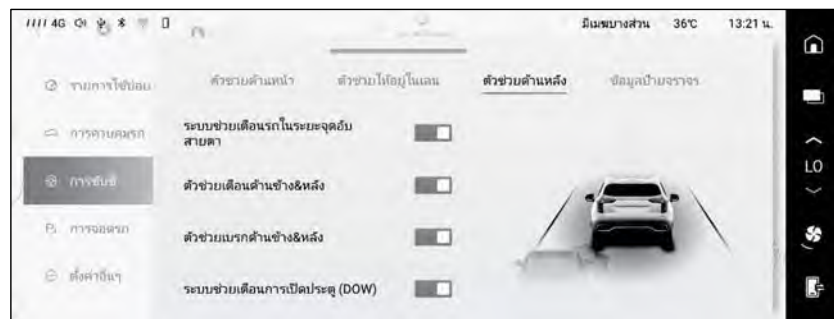 4G มีเมฆบางส่วน 36℃ 13:21 น.
รายการใช้บ่อย
การควบคุมรถ
การขับขี่
การจอดรถ
ตั้งค่าอื่นๆ
ตัวช่วยด้านหน้า ตัวช่วยให้อยู่ในเลน ตัวช่วยด้านหลัง ข้อมูลป้ายจราจร
ระบบช่วยเตือนรถในระยะจุดอับ
สายตา
ตัวช่วยเตือนด้านข้าง&หลัง
ตัวช่วยเบรกด้านข้าง&หลัง
ระบบช่วยเตือนการเปิดประตู (DOW)
LO